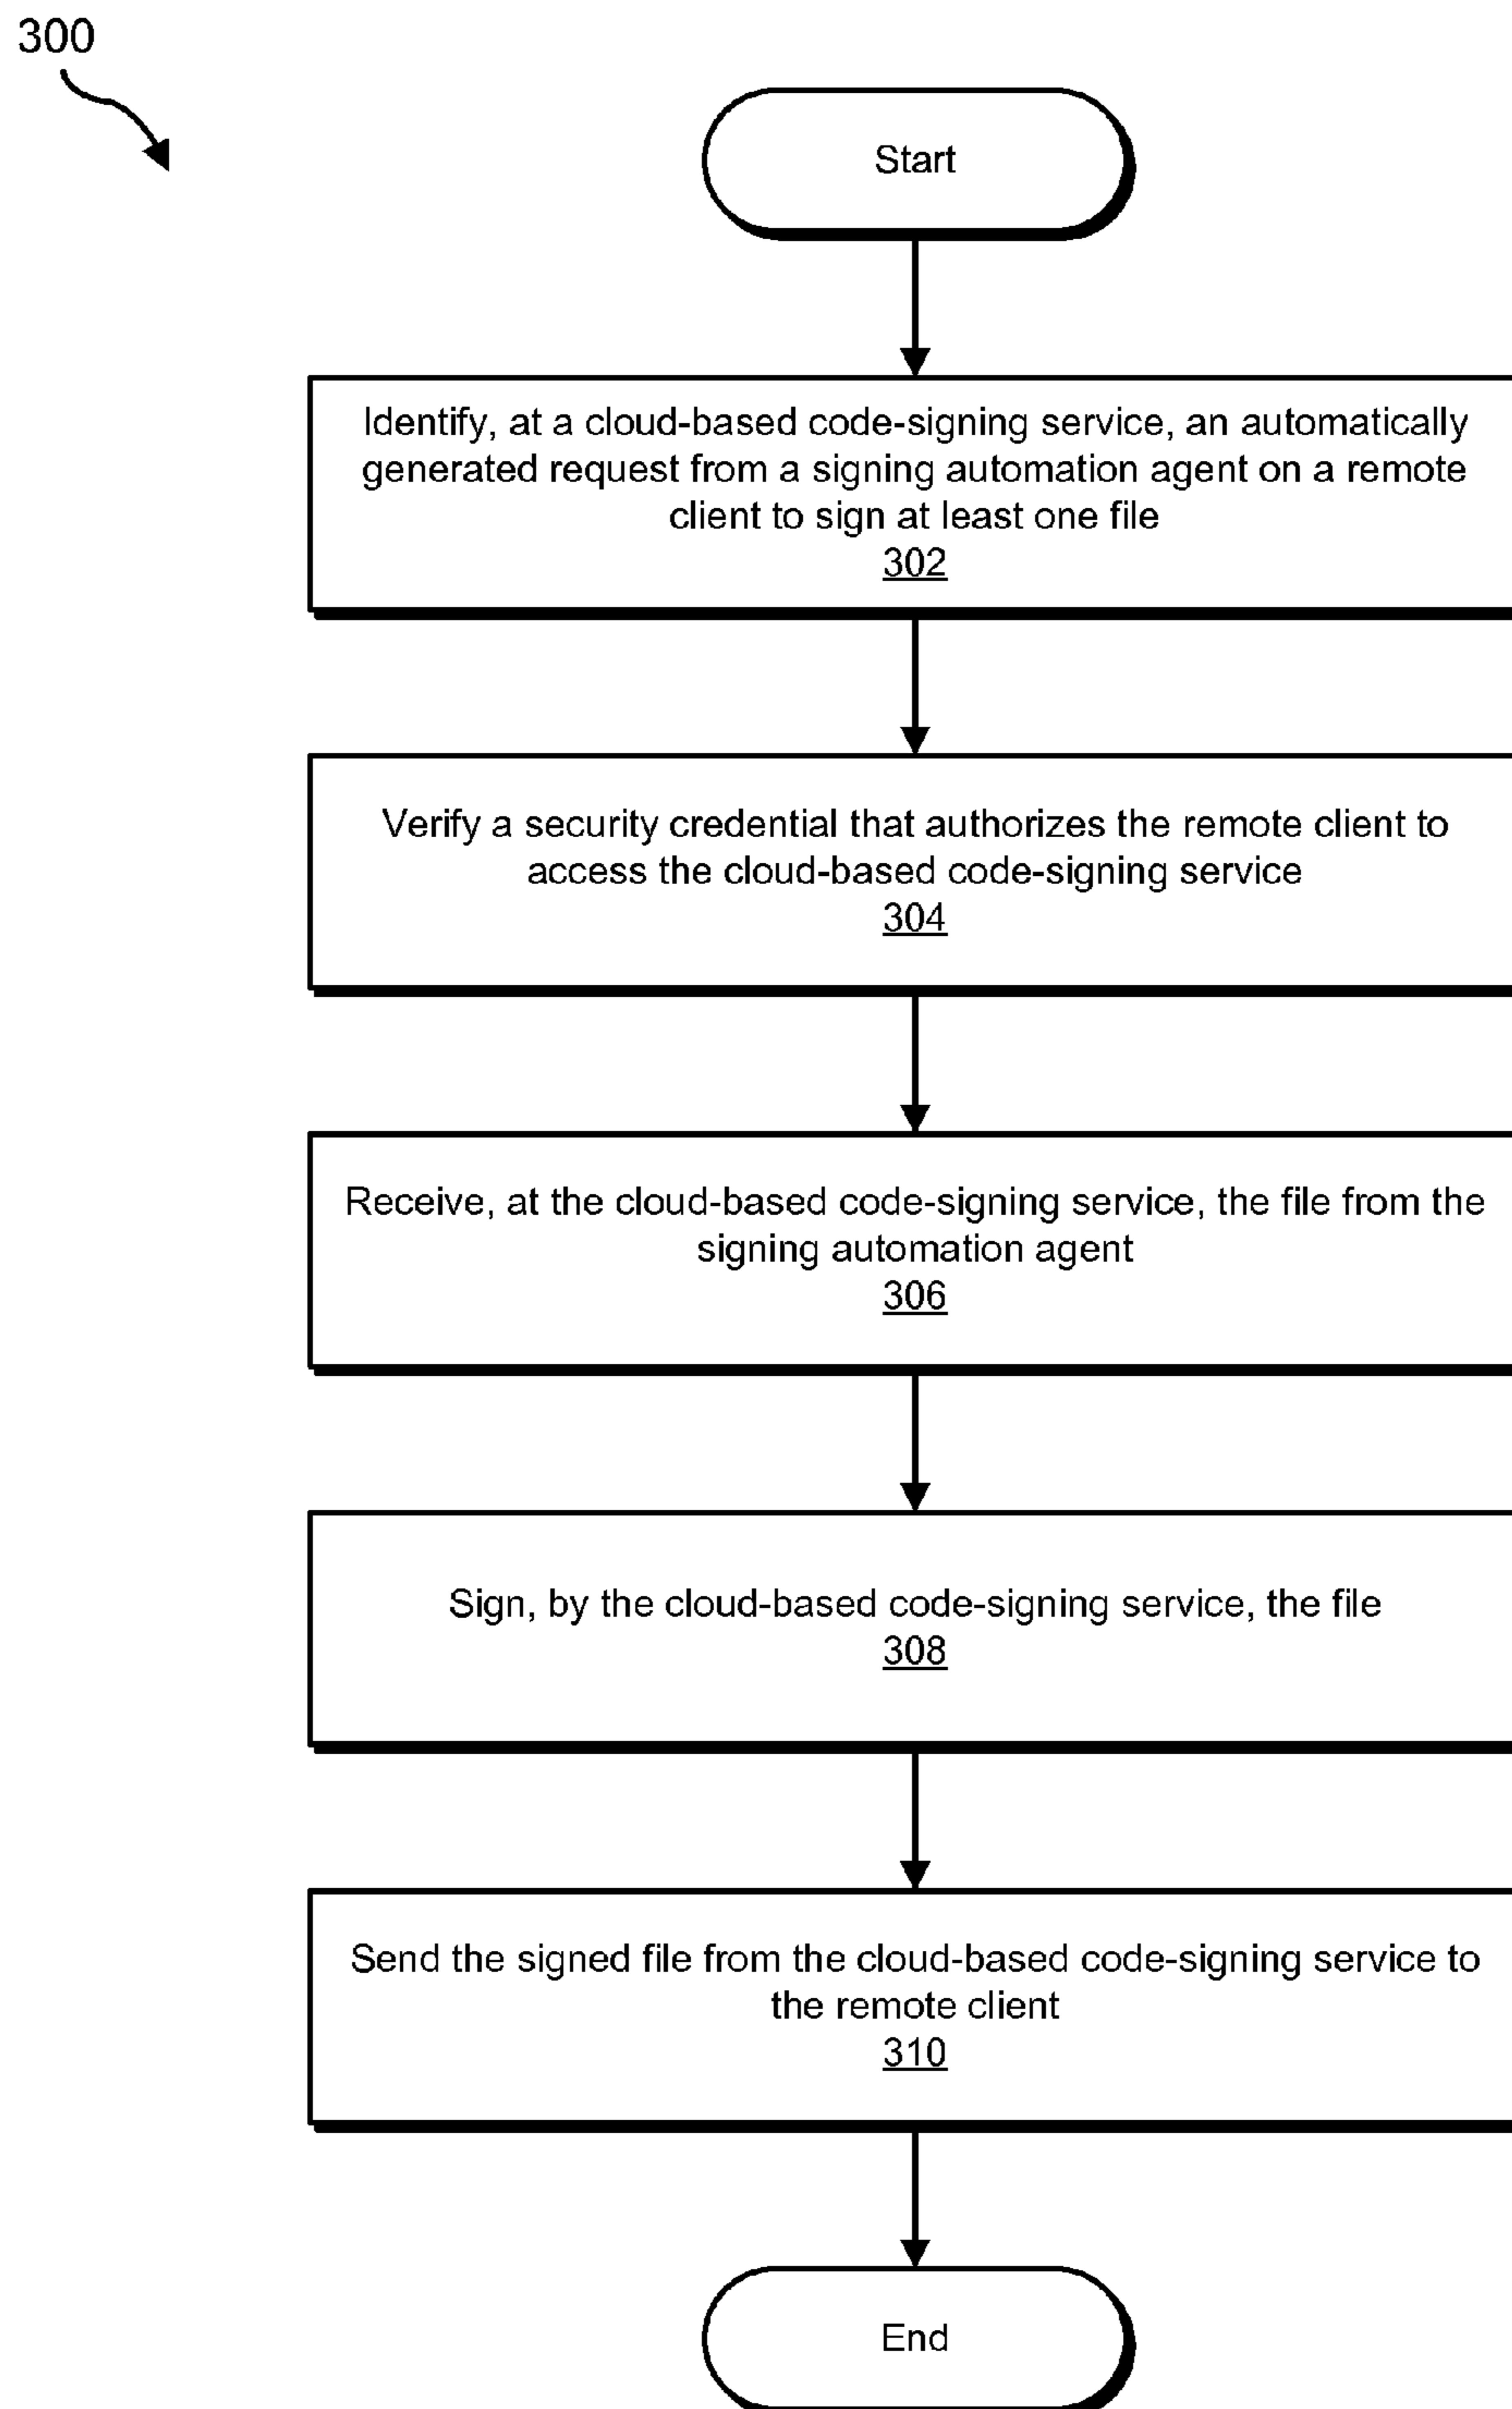 300
Start
Identify, at a cloud-based code-signing service, an automatically
generated request from a signing automation agent on a remote
client to sign at least one file
302
Verify a security credential that authorizes the remote client to
access the cloud-based code-signing service
304
Receive, at the cloud-based code-signing service, the file from the
signing automation agent
306
Sign, by the cloud-based code-signing service, the file
308
Send the signed file from the cloud-based code-signing service to
the remote client
310
End